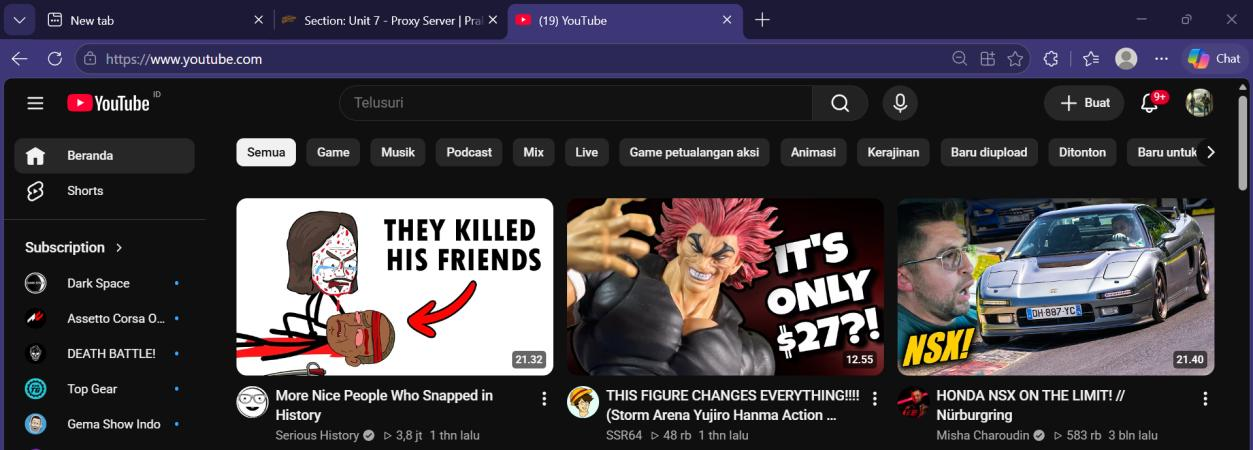 New tab
Section: Unit 7 - Proxy Server | Pra
(19) YouTube
https://www.youtube.com
Chat
YouTube ID
Telusuri
Buat
9+
Beranda
Shorts
Subscription
Dark Space
Assetto Corsa O...
DEATH BATTLE!
Top Gear
Gema Show Indo
Semua
Game
Musik
Podcast
Mix
Live
Game petualangan aksi
Animasi
Kerajinan
Baru diupload
Ditonton
Baru untuk
THEY KILLED
HIS FRIENDS
21.32
More Nice People Who Snapped in
History
Serious History 3,8 jt 1 thn lalu
IT'S
ONLY
$27?!
12.55
THIS FIGURE CHANGES EVERYTHING!!!!
(Storm Arena Yujiro Hanma Action ...
SSR64 48 rb 1 thn lalu
DH-887-YC
NSX!
21.40
HONDA NSX ON THE LIMIT! //
Nürburgring
Misha Charoudin 583 rb 3 bln lalu